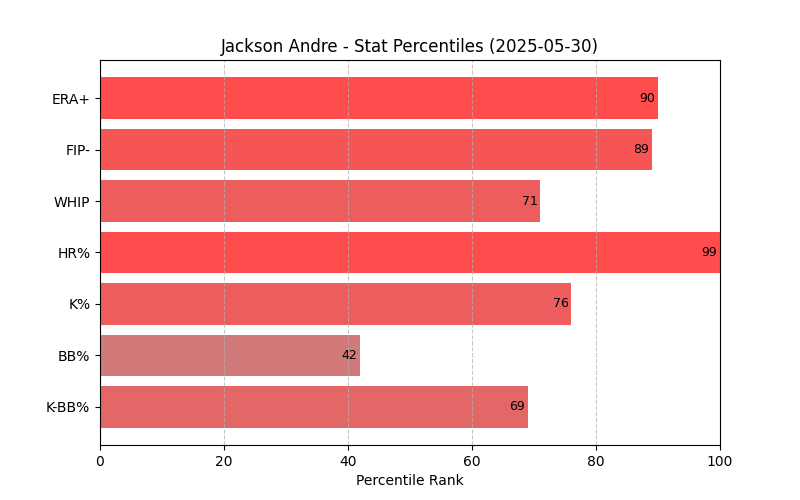 Jackson Andre - Stat Percentiles (2025-05-30)
ERA+ 90
FIP- 89
WHIP 71
HR% 99
K% 76
BB% 42
K-BB% 69
0 20 40 60 80 100
Percentile Rank